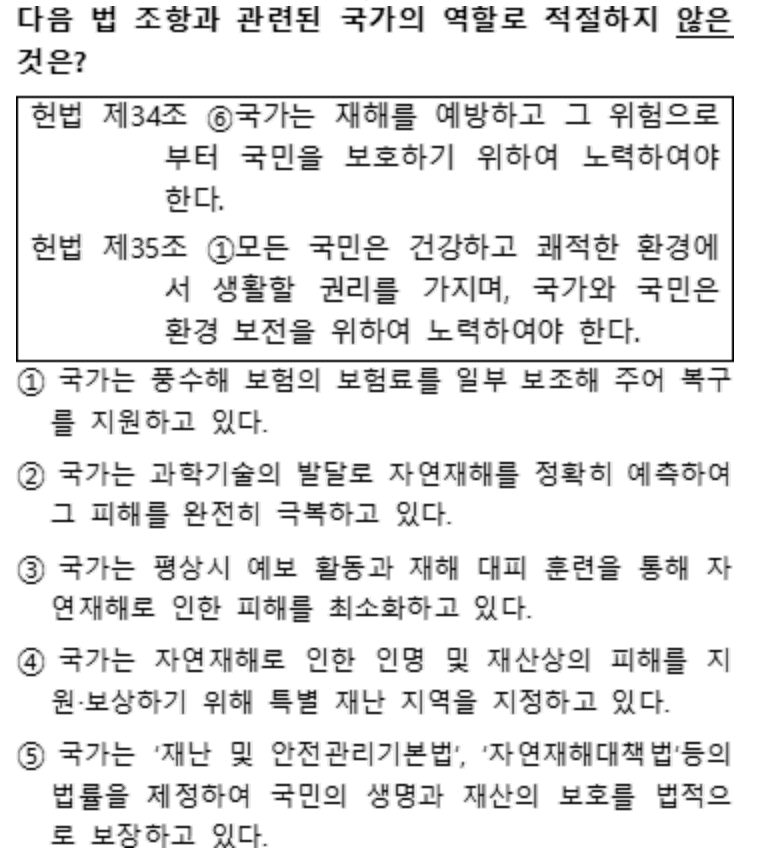 다음 법 조항과 관련된 국가의 역할로 적절하지 않은
것은?
헌법 제34조 ⑥국가는 재해를 예방하고 그 위험으로
부터 국민을 보호하기 위하여 노력하여야
한다.
헌법 제35조 ①모든 국민은 건강하고 쾌적한 환경에
서 생활할 권리를 가지며, 국가와 국민은
환경 보전을 위하여 노력하여야 한다.
① 국가는 풍수해 보험의 보험료를 일부 보조해 주어 복구
를 지원하고 있다.
② 국가는 과학기술의 발달로 자연재해를 정확히 예측하여
그 피해를 완전히 극복하고 있다.
③ 국가는 평상시 예보 활동과 재해 대피 훈련을 통해 자
연재해로 인한 피해를 최소화하고 있다.
④ 국가는 자연재해로 인한 인명 및 재산상의 피해를 지
원·보상하기 위해 특별 재난 지역을 지정하고 있다.
⑤ 국가는 '재난 및 안전관리기본법', '자연재해대책법'등의
법률을 제정하여 국민의 생명과 재산의 보호를 법적으
로 보장하고 있다.